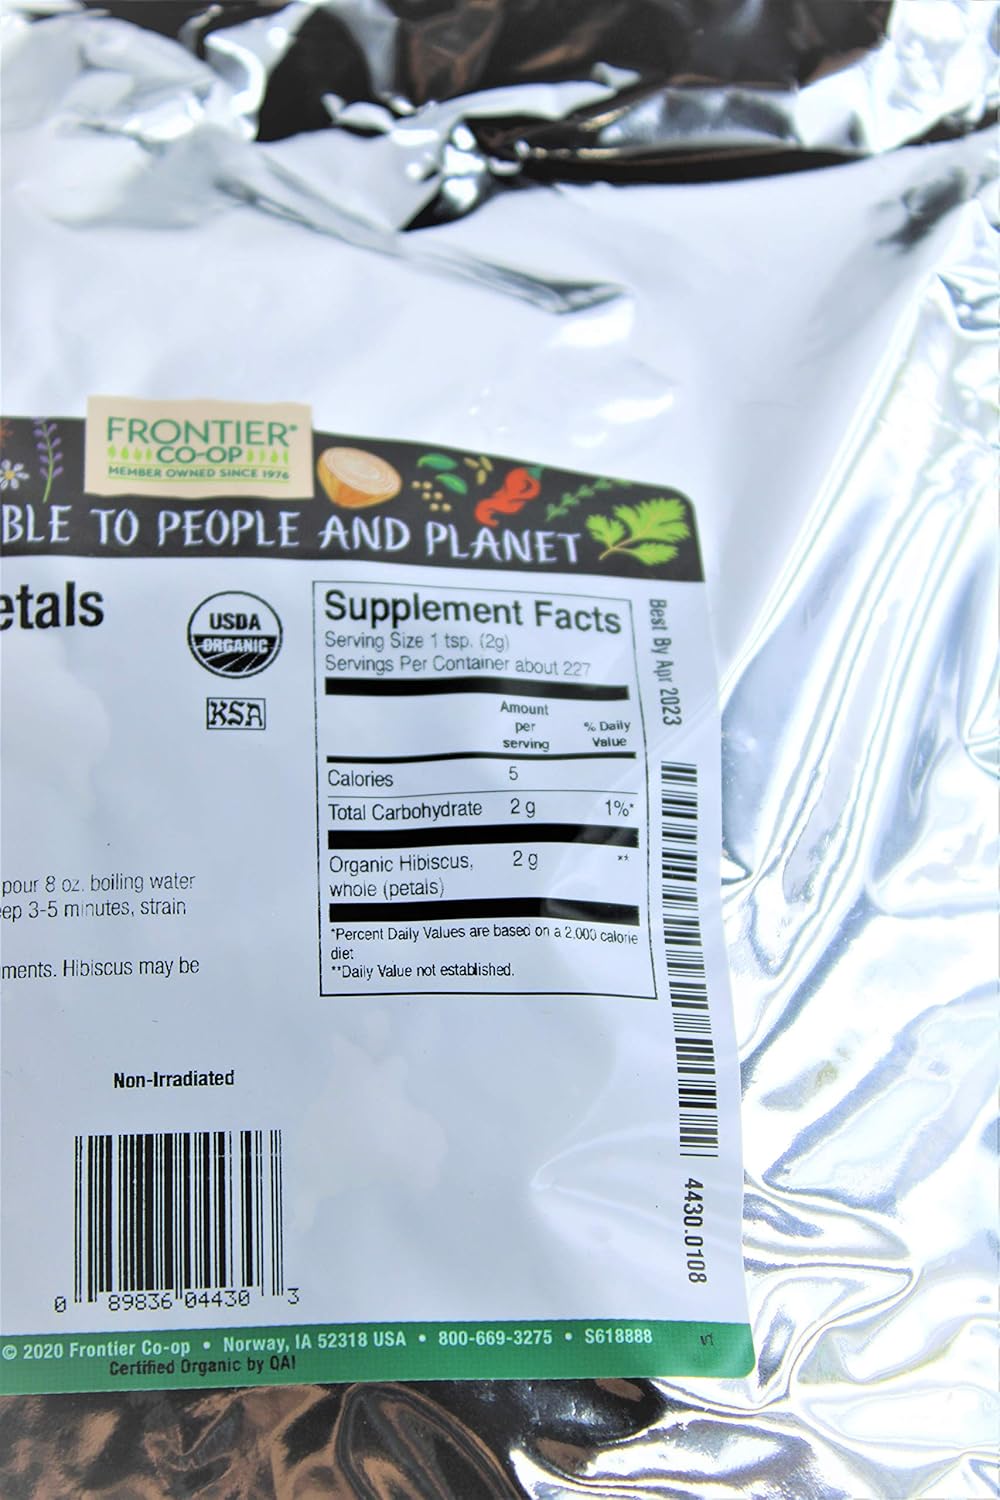 FRONTIER®
CO-OP
MEMBER OWNED SINCE 1976
BLE TO PEOPLE AND PLANET
etals
USDA
ORGANIC
KSA
Supplement Facts
Serving Size 1 tsp. (2g)
Servings Per Container about 227
Amount
per
serving
% Daily
Value
Calories 5
Total Carbohydrate 2 g 1%*
Organic Hibiscus, 2 g **
whole (petals)
*Percent Daily Values are based on a 2,000 calorie
diet
**Daily Value not established.
Best By Apr 2023
4430.0108
pour 8 oz. boiling water
eep 3-5 minutes, strain
ments. Hibiscus may be
Non-Irradiated
0 89836 04430 3
© 2020 Frontier Co-op • Norway, IA 52318 USA • 800-669-3275 • S618888 v1
Certified Organic by QAI